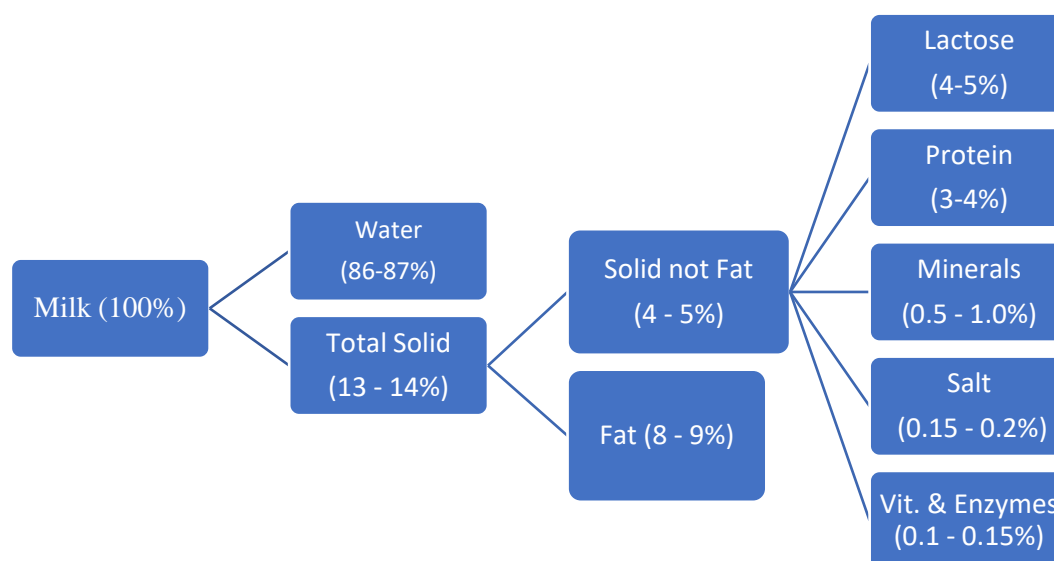 Milk (100%)
Water
(86-87%)
Total Solid
(13 - 14%)
Solid not Fat
(4 - 5%)
Fat (8 - 9%)
Lactose
(4-5%)
Protein
(3-4%)
Minerals
(0.5 - 1.0%)
Salt
(0.15 - 0.2%)
Vit. & Enzymes
(0.1 - 0.15%)